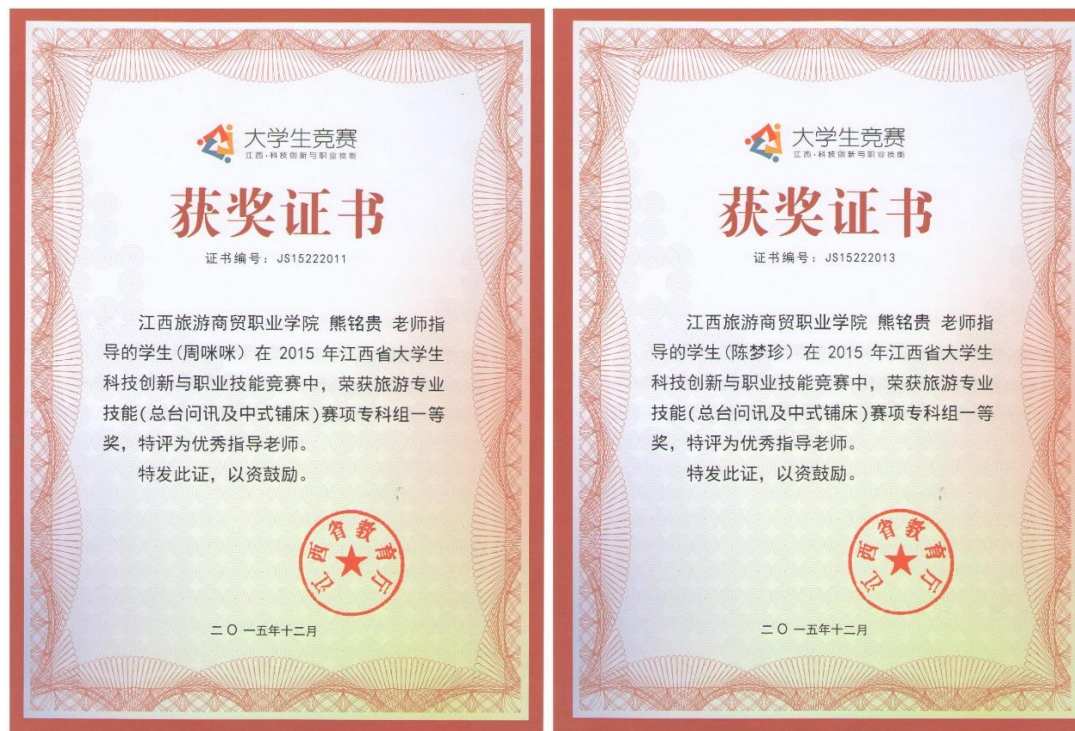 大学生竞赛
江西·科技创新与职业技能
获奖证书
证书编号：JS15222011
江西旅游商贸职业学院 熊铭贵 老师指
导的学生(周咪咪）在 2015 年江西省大学生
科技创新与职业技能竞赛中，荣获旅游专业
技能(总台问讯及中式铺床)赛项专科组一等
奖，特评为优秀指导老师。
特发此证，以资鼓励。
江西省教育厅
二〇一五年十二月
大学生竞赛
江西·科技创新与职业技能
获奖证书
证书编号：JS15222013
江西旅游商贸职业学院 熊铭贵 老师指
导的学生(陈梦珍）在 2015 年江西省大学生
科技创新与职业技能竞赛中，荣获旅游专业
技能(总台问讯及中式铺床)赛项专科组一等
奖，特评为优秀指导老师。
特发此证，以资鼓励。
江西省教育厅
二〇一五年十二月